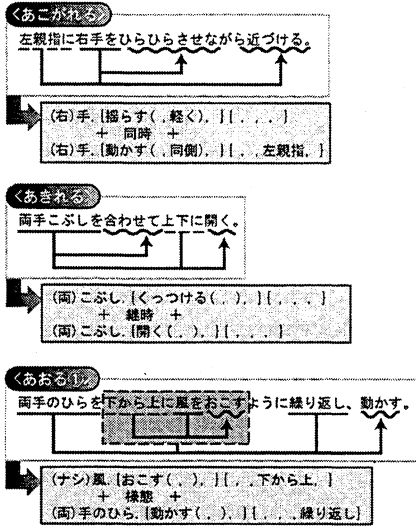 〈あこがれる〉
左親指に右手をひらひらさせながら近づける。
(右)手.[揺らす(,軽く),][,,,]
+ 同時 +
(右)手.[動かす(,同側),][,,左親指,]
〈あきれる〉
両手こぶしを合わせて上下に開く。
(両)こぶし.[くっつける(,),][,,,]
+ 継時 +
(両)こぶし.[開く(,),][,,,]
〈あおる①〉
両手のひらを下から上に風をおこすように繰り返し、動かす。
(ナシ)風.[おこす(,),][,,下から上,]
+ 様態 +
(両)手のひら.[動かす(,),][,,,繰り返し]